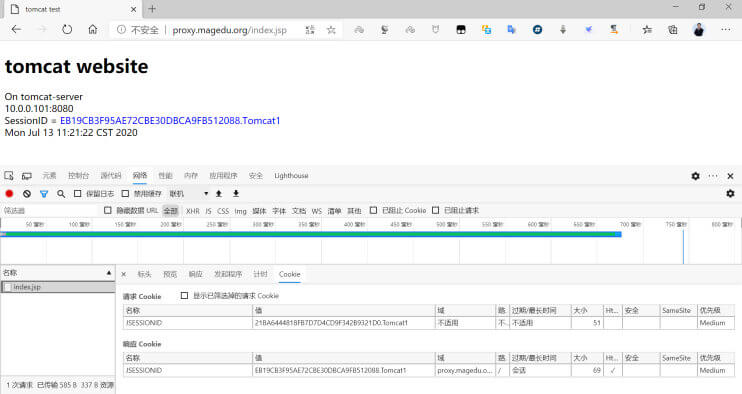 tomcat test
不安全 | proxy.magedu.org/index.jsp
tomcat website
On tomcat-server
10.0.0.101:8080
SessionID = EB19CB3F95AE72CBE30DBCA9FB512088.Tomcat1
Mon Jul 13 11:21:22 CST 2020
元素 控制台 源代码 网络 性能 内存 应用程序 安全 Lighthouse
保留日志 禁用缓存 联机
筛选器 隐藏数据 URL 全部 XHR JS CSS Img 媒体 字体 文档 WS 清单 其他 已阻止 Cookie 已阻止请求
50 毫秒 100 毫秒 150 毫秒 200 毫秒 250 毫秒 300 毫秒 350 毫秒 400 毫秒 450 毫秒 500 毫秒 550 毫秒 600 毫秒 650 毫秒 700 毫秒 750 毫秒 800 毫秒
名称 标头 预览 响应 发起程序 计时 Cookie
index.jsp
请求 Cookie 显示已筛选掉的请求 Cookie
名称 值 域 路. 过期/最长时间 大小 Ht... 安全 SameSite 优先级
JSESSIONID 21BA6444818FB7D7D4CD9F342B9321D0.Tomcat1 不适用 不. 不适用 51 Medium
响应 Cookie
名称 值 域 路. 过期/最长时间 大小 Ht... 安全 SameSite 优先级
JSESSIONID EB19CB3F95AE72CBE30DBCA9FB512088.Tomcat1 proxy.magedu.o... / 会话 69 ✓ Medium
1 次请求 已传输 585 B 337 B 资源